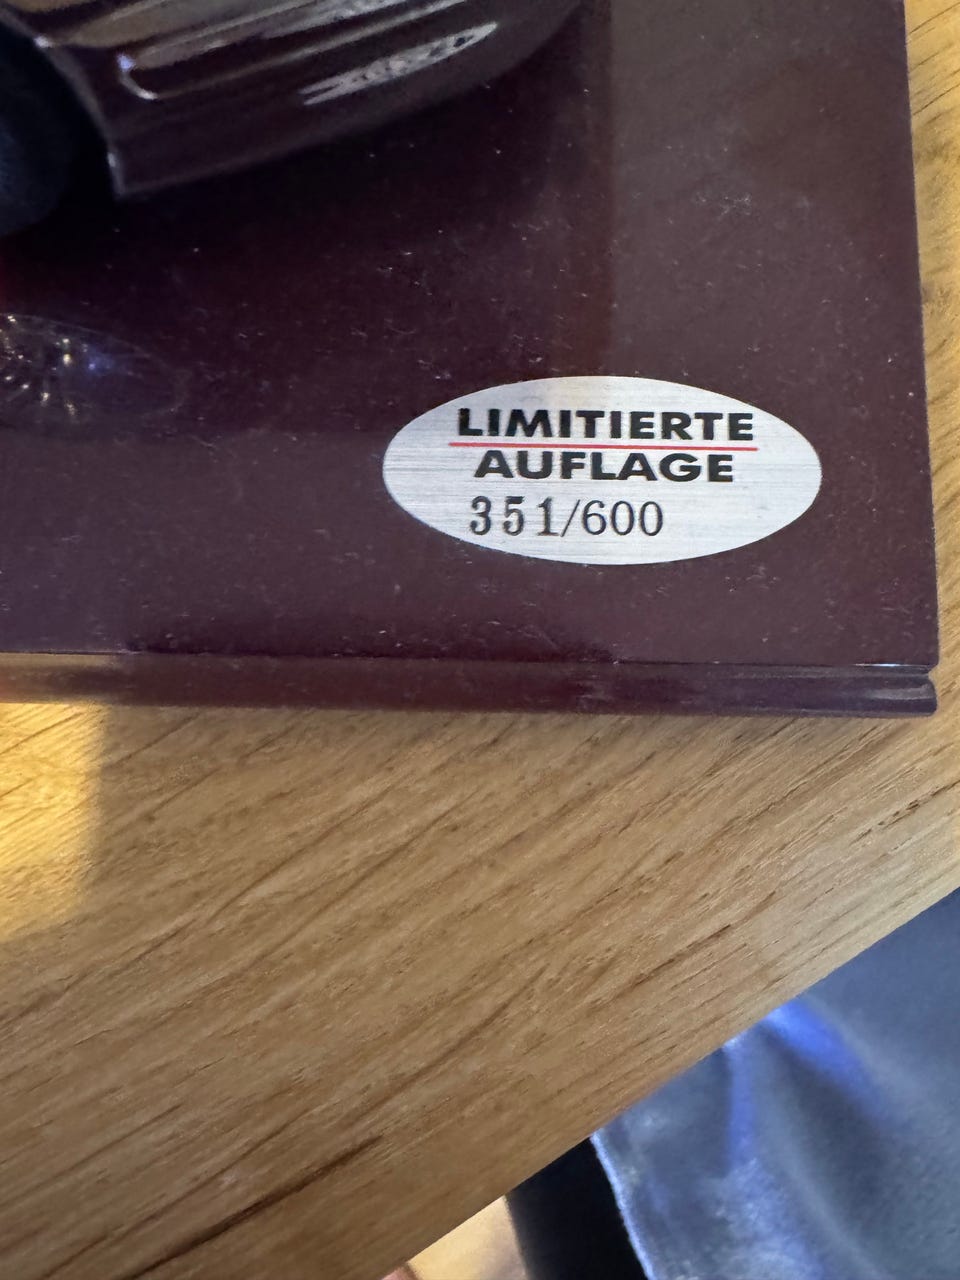 LIMITIERTE
AUFLAGE
351/600